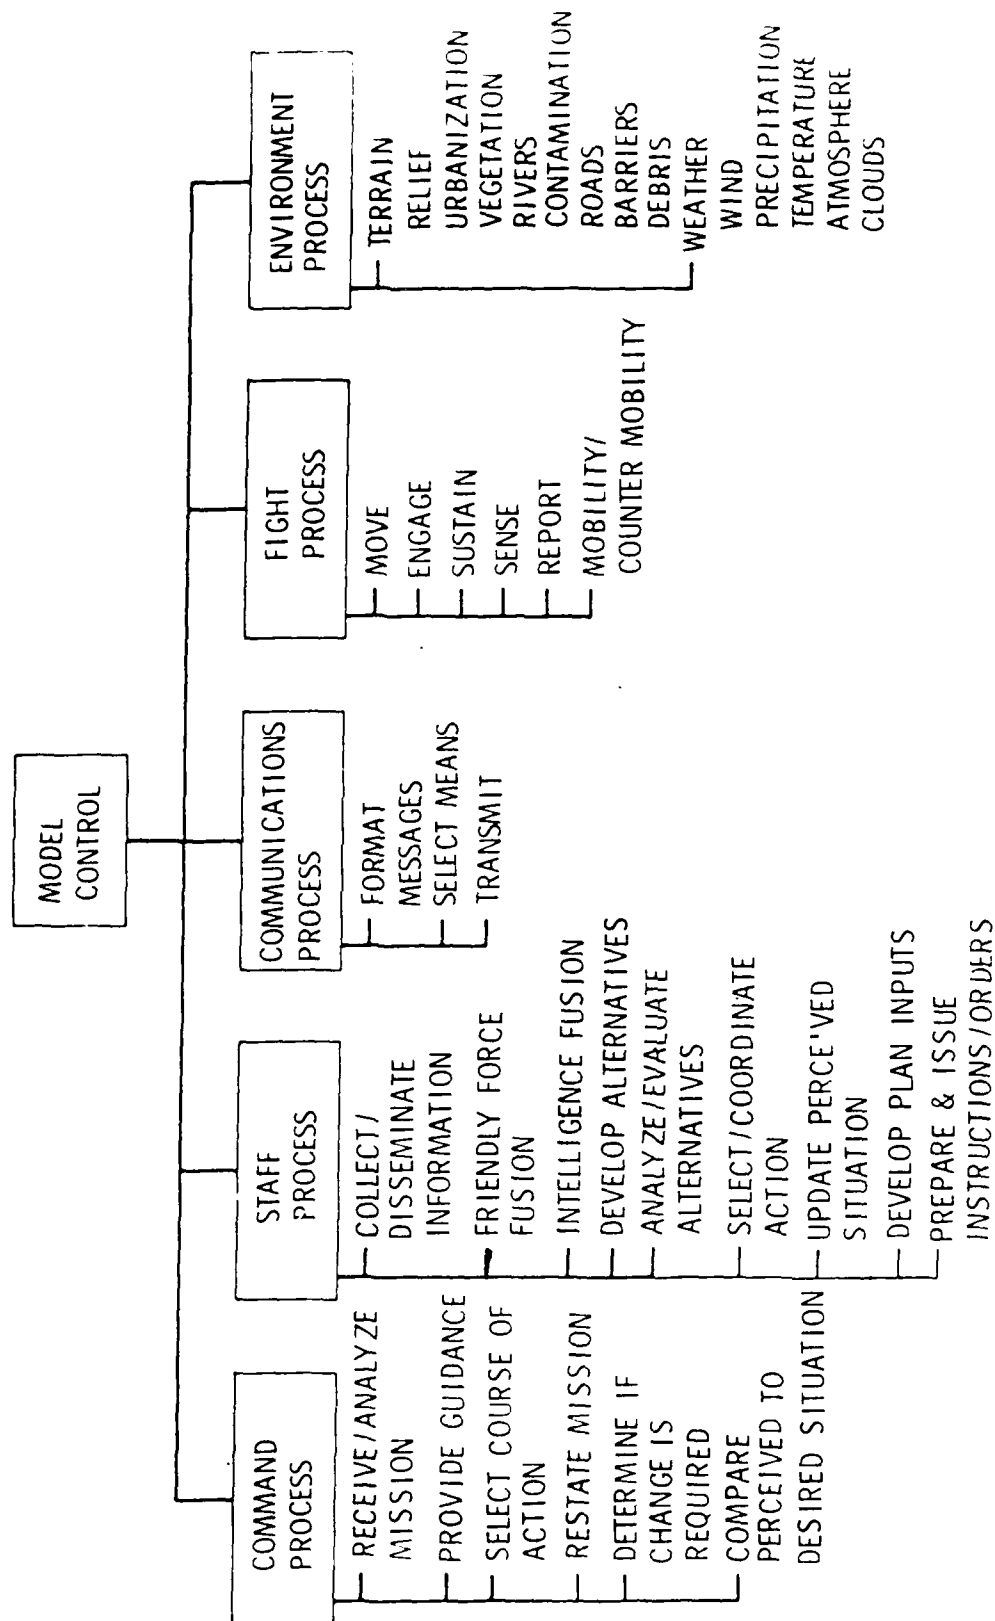 MODEL
CONTROL
COMMAND
PROCESS
RECEIVE/ANALYZE
MISSION
PROVIDE GUIDANCE
SELECT COURSE OF
ACTION
RESTATE MISSION
DETERMINE IF
CHANGE IS
REQUIRED
COMPARE
PERCEIVED TO
DESIRED SITUATION
STAFF
PROCESS
COLLECT/
DISSEMINATE
INFORMATION
FRIENDLY FORCE
FUSION
INTELLIGENCE FUSION
DEVELOP ALTERNATIVES
ANALYZE/EVALUATE
ALTERNATIVES
SELECT/COORDINATE
ACTION
UPDATE PERCE'VED
SITUATION
DEVELOP PLAN INPUTS
PREPARE & ISSUE
INSTRUCTIONS/ORDERS
COMMUNICATIONS
PROCESS
FORMAT
MESSAGES
SELECT MEANS
TRANSMIT
FIGHT
PROCESS
MOVE
ENGAGE
SUSTAIN
SENSE
REPORT
MOBILITY/
COUNTER MOBILITY
ENVIRONMENT
PROCESS
TERRAIN
RELIEF
URBANIZATION
VEGETATION
RIVERS
CONTAMINATION
ROADS
BARRIERS
DEBRIS
WEATHER
WIND
PRECIPITATION
TEMPERATURE
ATMOSPHERE
CLOUDS